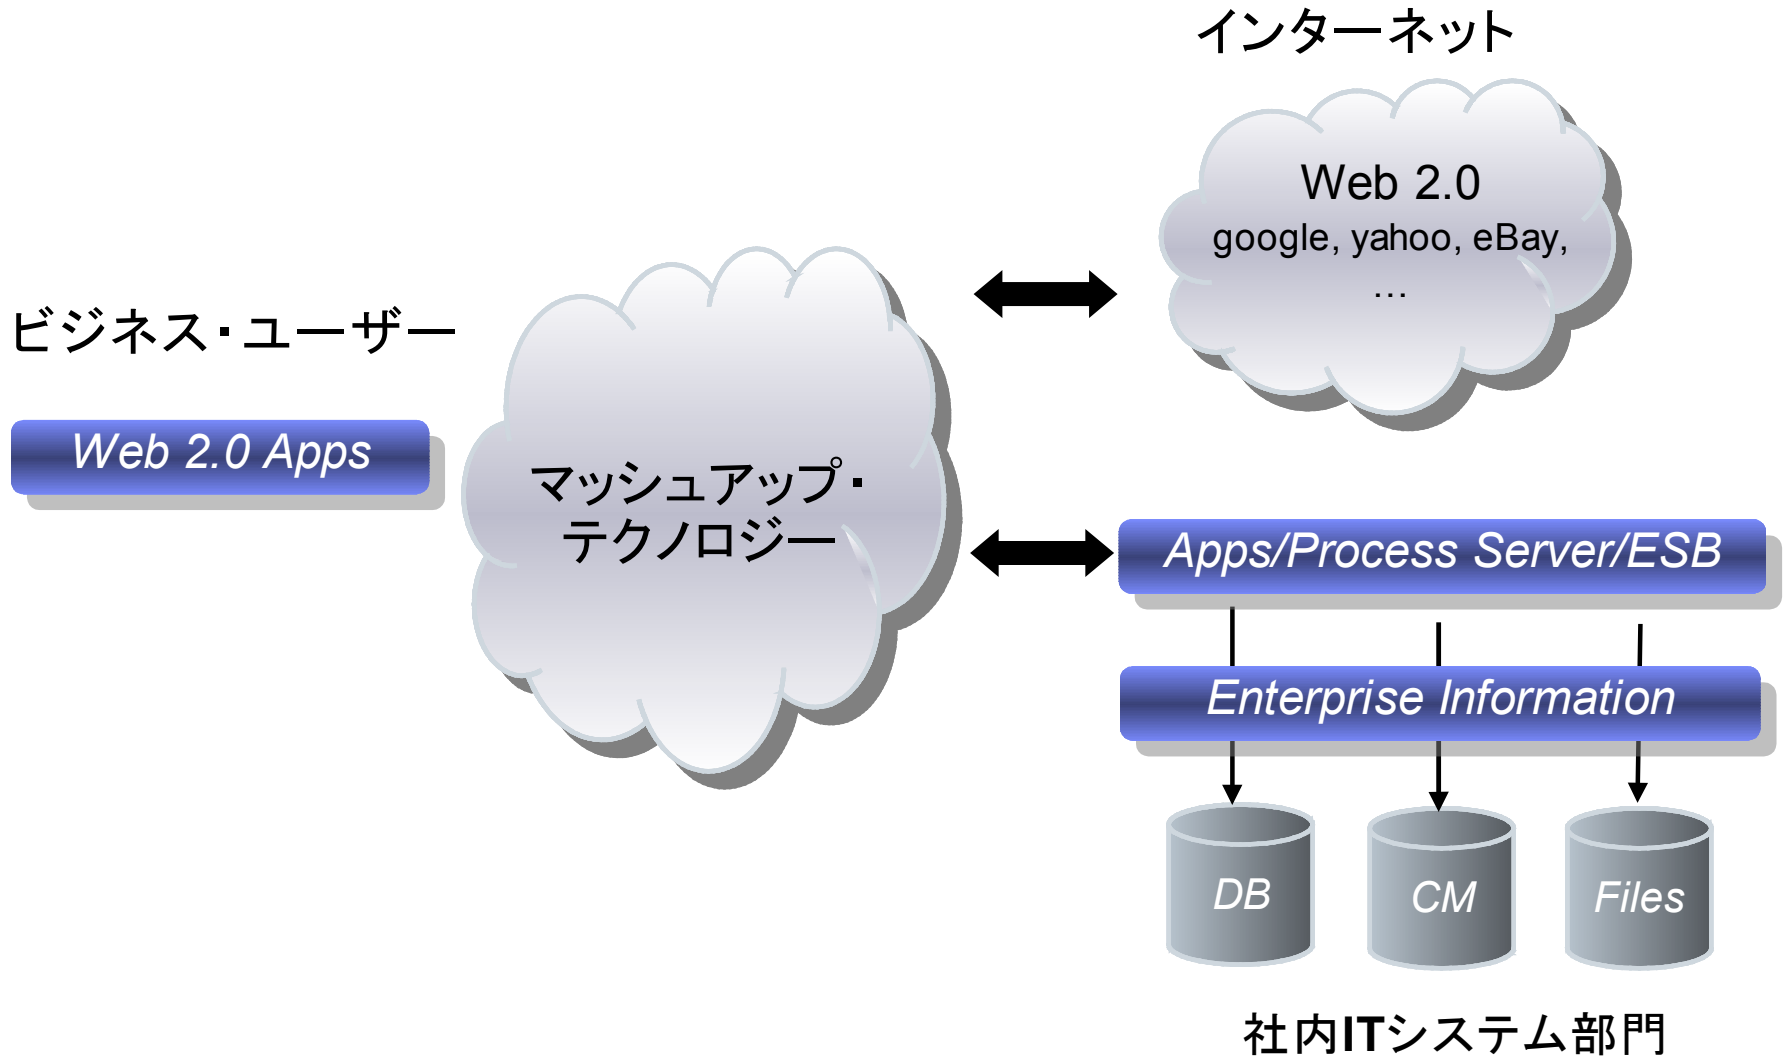 インターネット
Web 2.0
google, yahoo, eBay,
…
ビジネス・ユーザー
Web 2.0 Apps
マッシュアップ・
テクノロジー
Apps/Process Server/ESB
Enterprise Information
DB
CM
Files
社内ITシステム部門